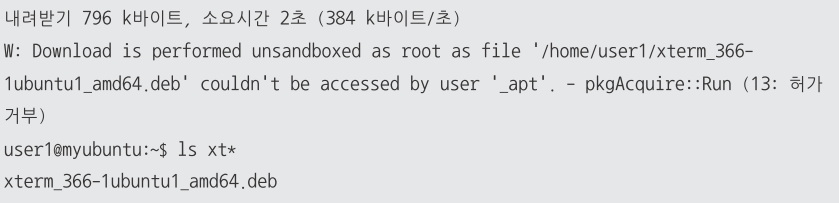 내려받기 796 k바이트, 소요시간 2초 (384 k바이트/초)
W: Download is performed unsandboxed as root as file '/home/user1/xterm_366-
1ubuntu1_amd64.deb' couldn't be accessed by user '_apt'. - pkgAcquire::Run (13: 허가
거부)
user1@myubuntu:~$ ls xt*
xterm_366-1ubuntu1_amd64.deb